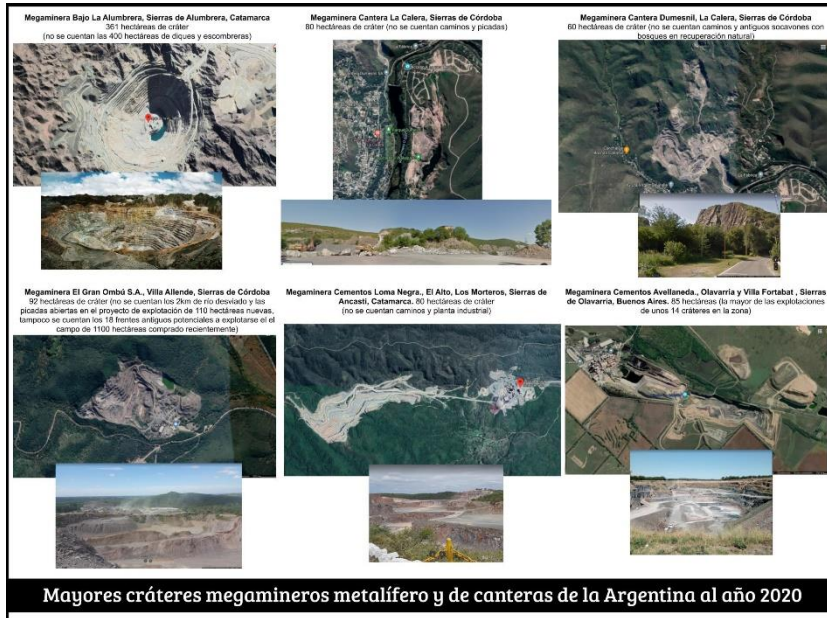 Megaminera Bajo La Alumbrera, Sierras de Alumbrera, Catamarca
361 hectáreas de cráter
(no se cuentan las 400 hectáreas de diques y escombreras)
Megaminera Cantera La Calera, Sierras de Córdoba
80 hectáreas de cráter (no se cuentan caminos y picadas)
Megaminera Cantera Dumesnil, La Calera, Sierras de Córdoba
60 hectáreas de cráter (no se cuentan caminos y antiguos socavones con
bosques en recuperación natural)
Megaminera El Gran Ombú S.A., Villa Allende, Sierras de Córdoba
92 hectáreas de cráter (no se cuentan los 2km de río desviado y las
picadas abiertas en el proyecto de explotación de 110 hectáreas nuevas,
tampoco se cuentan los 18 frentes antiguos potenciales a explotarse el el
campo de 1100 hectáreas comprado recientemente)
Megaminera Cementos Loma Negra., El Alto, Los Morteros, Sierras de
Ancasti, Catamarca. 80 hectáreas de cráter
(no se cuentan caminos y planta industrial)
Megaminera Cementos Avellaneda., Olavarría y Villa Fortabat , Sierras
de Olavarria, Buenos Aires. 85 hectáreas (la mayor de las explotaciones
de unos 14 cráteres en la zona)
Mayores cráteres megamineros metalífero y de canteras de la Argentina al año 2020